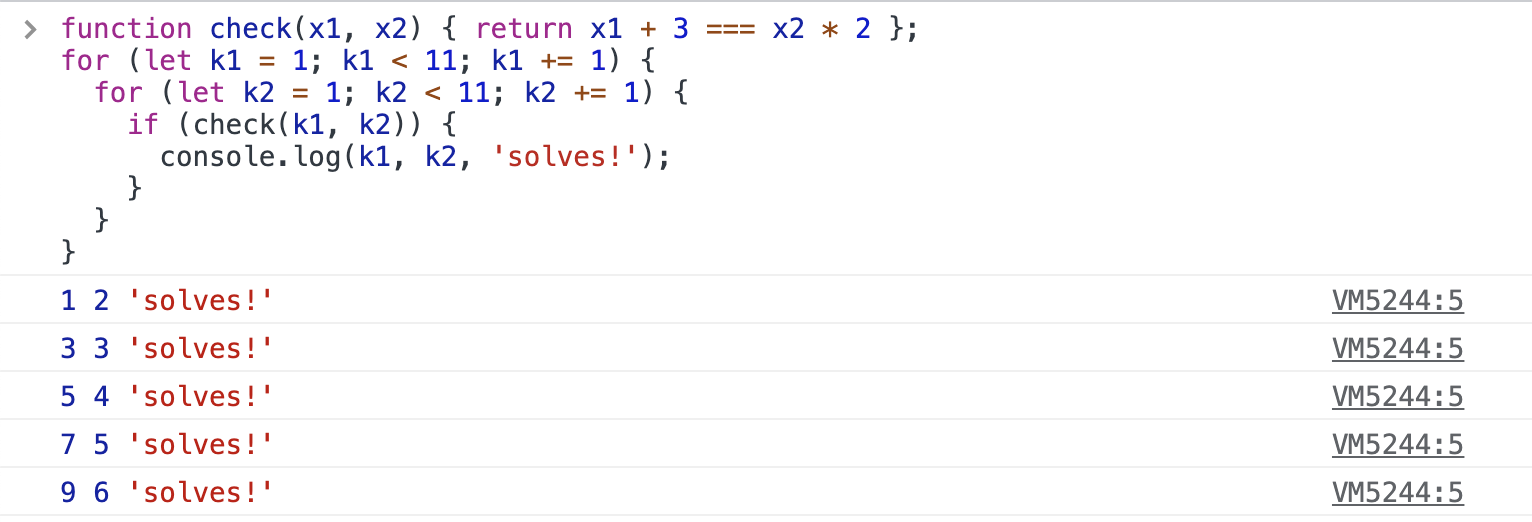 > function check(x1, x2) { return x1 + 3 === x2 * 2 };
for (let k1 = 1; k1 < 11; k1 += 1) {
  for (let k2 = 1; k2 < 11; k2 += 1) {
    if (check(k1, k2)) {
      console.log(k1, k2, 'solves!');
    }
  }
}
1 2 'solves!' VM5244:5
3 3 'solves!' VM5244:5
5 4 'solves!' VM5244:5
7 5 'solves!' VM5244:5
9 6 'solves!' VM5244:5